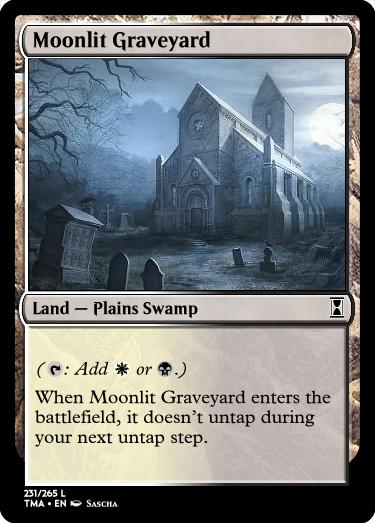 Moonlit Graveyard
Land — Plains Swamp
( : Add or .)
When Moonlit Graveyard enters the
battlefield, it doesn't untap during
your next untap step.
231/265 L
TMA • EN Sascha